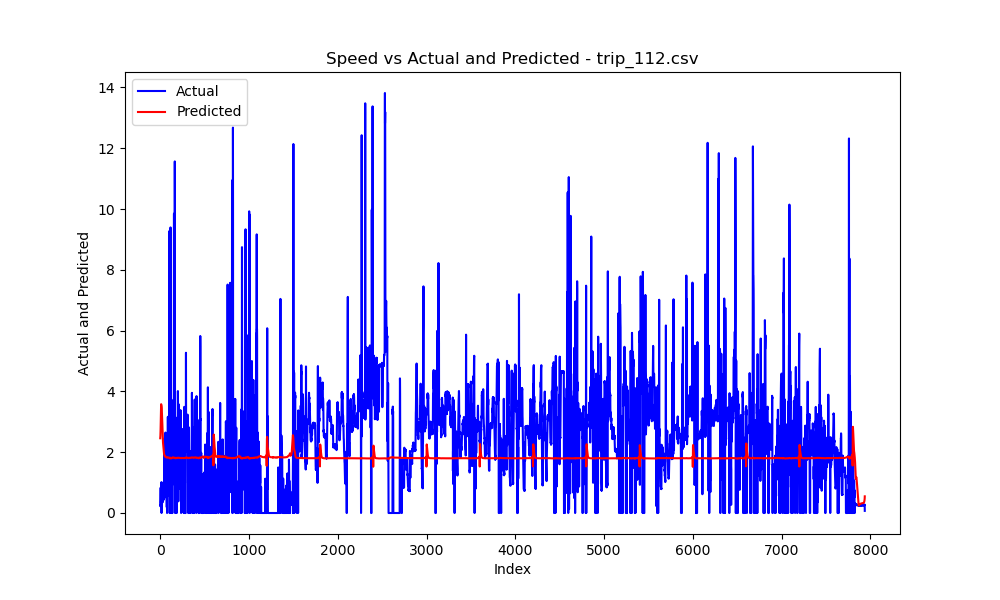 Speed vs Actual and Predicted - trip_112.csv
Actual
Predicted
14
12
10
8
6
4
2
0
Actual and Predicted
0 1000 2000 3000 4000 5000 6000 7000 8000
Index